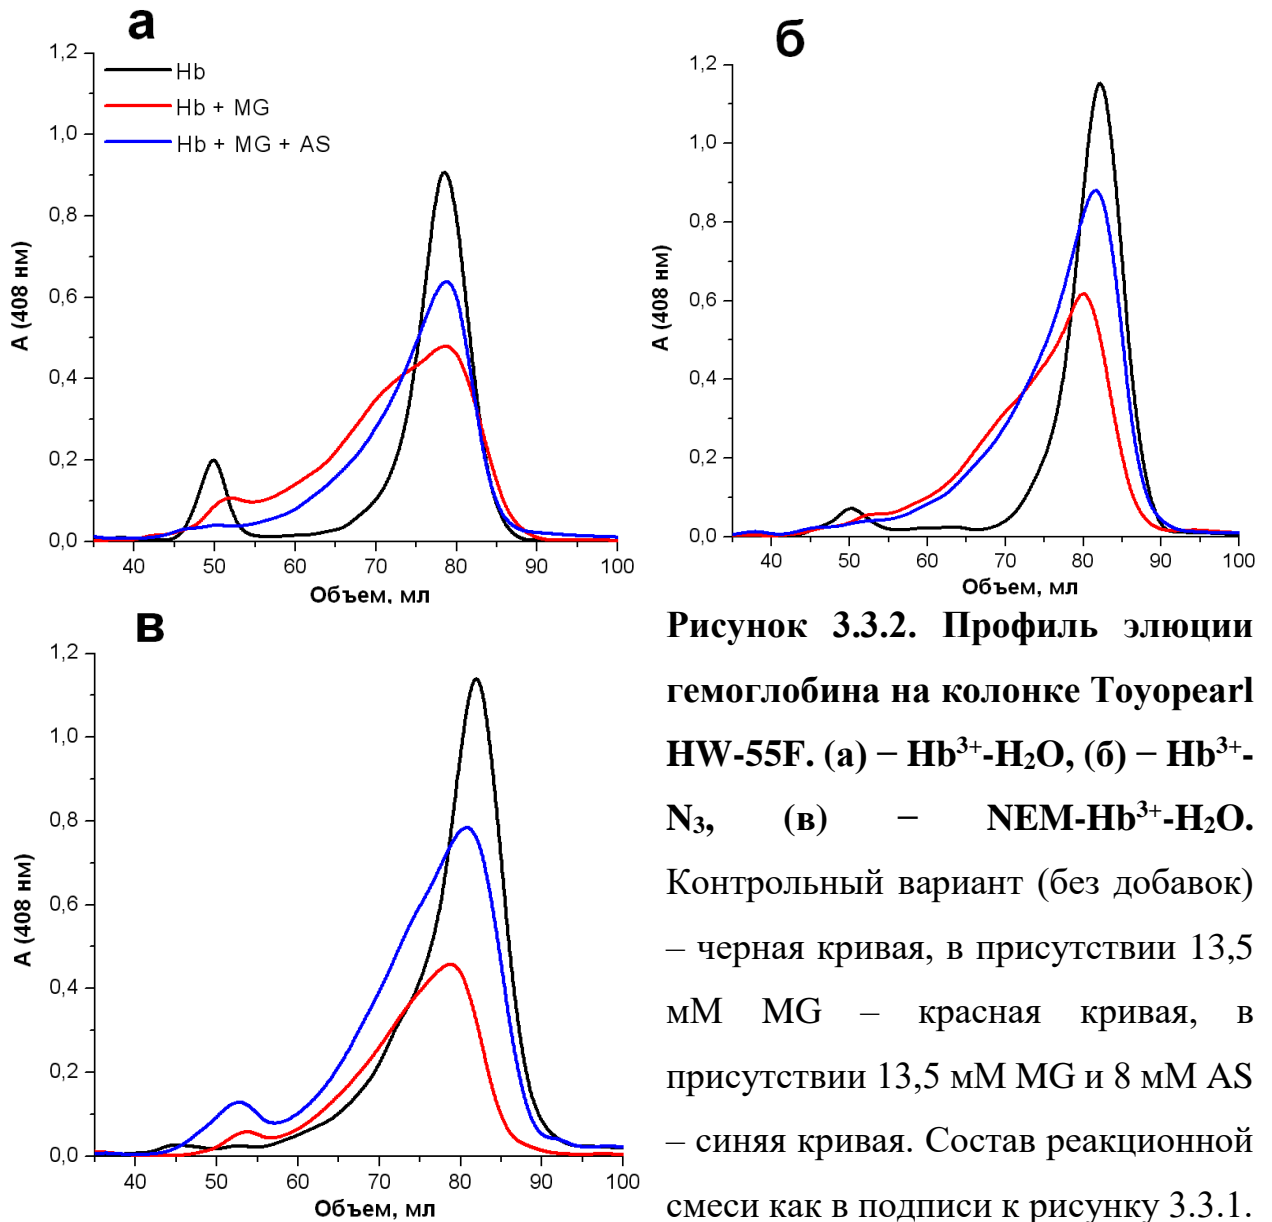 а
1,2
1,0
0,8
0,6
0,4
0,2
0,0
A (408 нм)
Hb
Hb + MG
Hb + MG + AS
40 50 60 70 80 90 100
Объем, мл
б
1,2
1,0
0,8
0,6
0,4
0,2
0,0
A (408 нм)
40 50 60 70 80 90 100
Объем, мл
в
1,2
1,0
0,8
0,6
0,4
0,2
0,0
A (408 нм)
40 50 60 70 80 90 100
Объем, мл
Рисунок 3.3.2. Профиль элюции
гемоглобина на колонке Toyopearl
HW-55F. (а) − Hb³⁺-H₂O, (б) − Hb³⁺-
N₃, (в) − NEM-Hb³⁺-H₂O.
Контрольный вариант (без добавок)
– черная кривая, в присутствии 13,5
мМ MG – красная кривая, в
присутствии 13,5 мМ MG и 8 мМ AS
– синяя кривая. Состав реакционной
смеси как в подписи к рисунку 3.3.1.